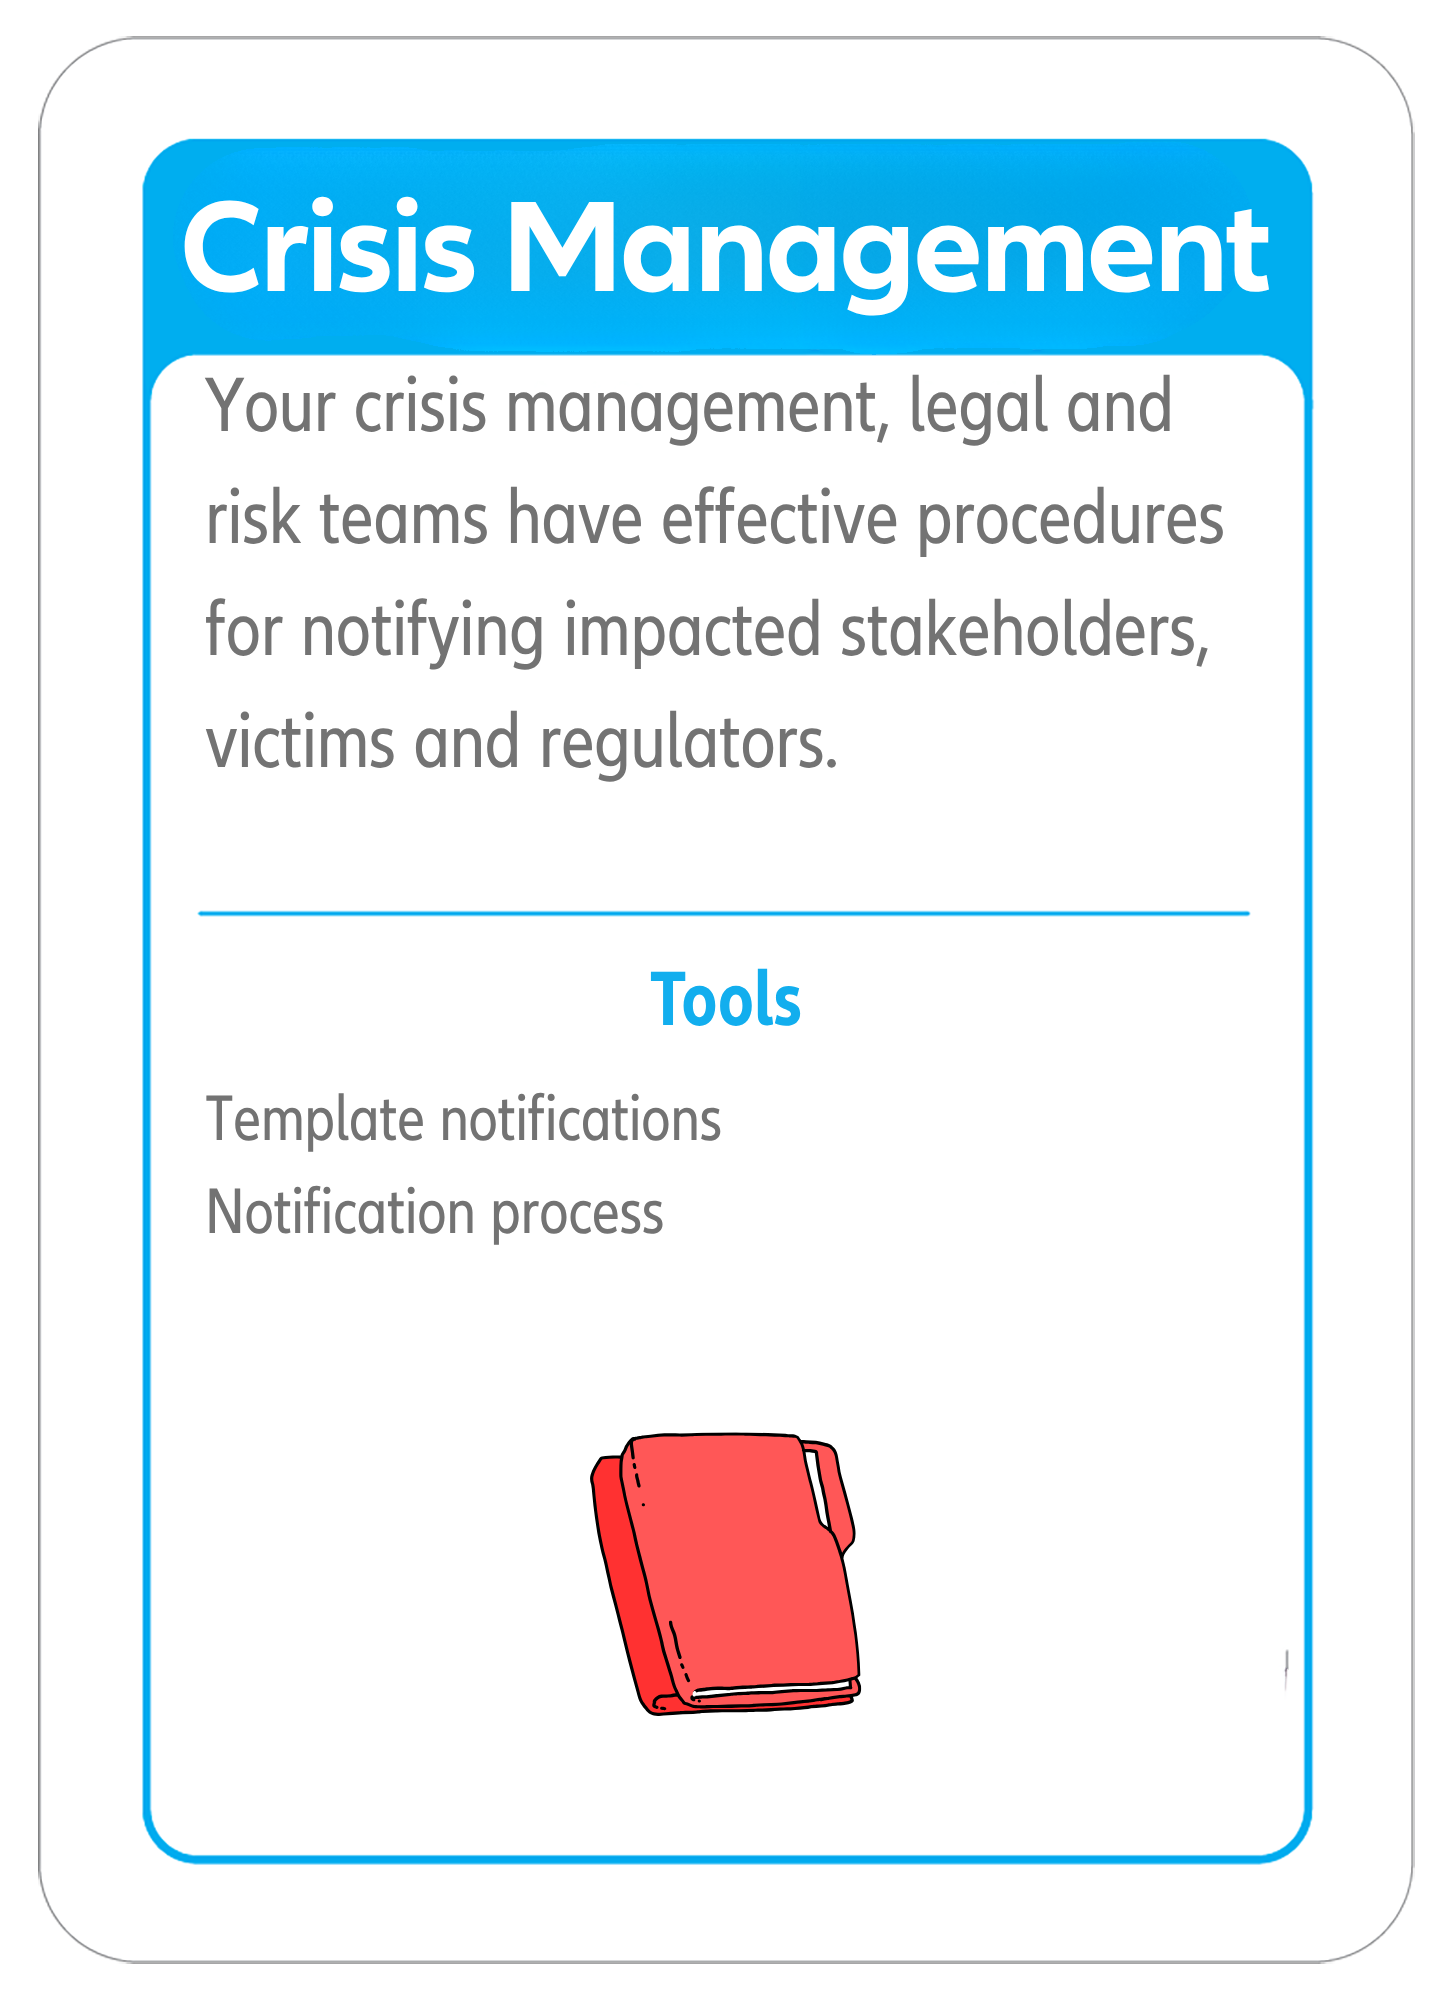 Crisis Management
Your crisis management, legal and
risk teams have effective procedures
for notifying impacted stakeholders,
victims and regulators.
Tools
Template notifications
Notification process